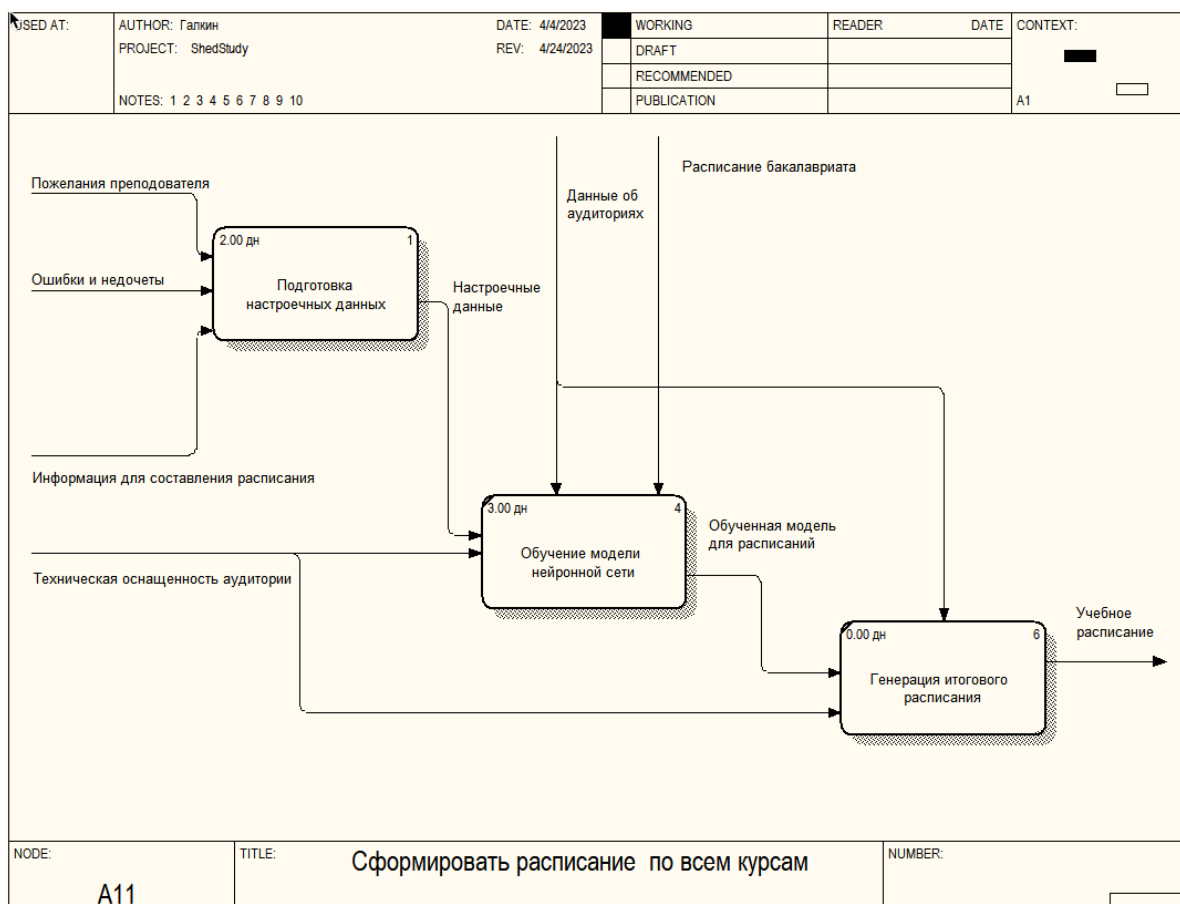 USED AT:
AUTHOR: Галкин
DATE: 4/4/2023
WORKING
READER
DATE
CONTEXT:
PROJECT: ShedStudy
REV: 4/24/2023
DRAFT
RECOMMENDED
NOTES: 1 2 3 4 5 6 7 8 9 10
PUBLICATION
A1
Расписание бакалавриата
Пожелания преподователя
Данные об
аудиториях
2.00 дн
1
Ошибки и недочеты
Подготовка
настроечных данных
Настроечные
данные
Информация для составления расписания
3.00 дн
4
Обучение модели
нейронной сети
Обученная модель
для расписаний
Техническая оснащенность аудитории
Учебное
расписание
0.00 дн
6
Генерация итогового
расписания
NODE:
TITLE:
Сформировать расписание по всем курсам
NUMBER:
A11